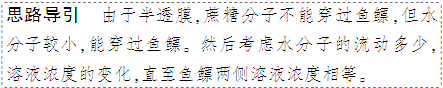 思路导引　由于半透膜,蔗糖分子不能穿过鱼鳔,但水
分子较小,能穿过鱼鳔。然后考虑水分子的流动多少,
溶液浓度的变化,直至鱼鳔两侧溶液浓度相等。